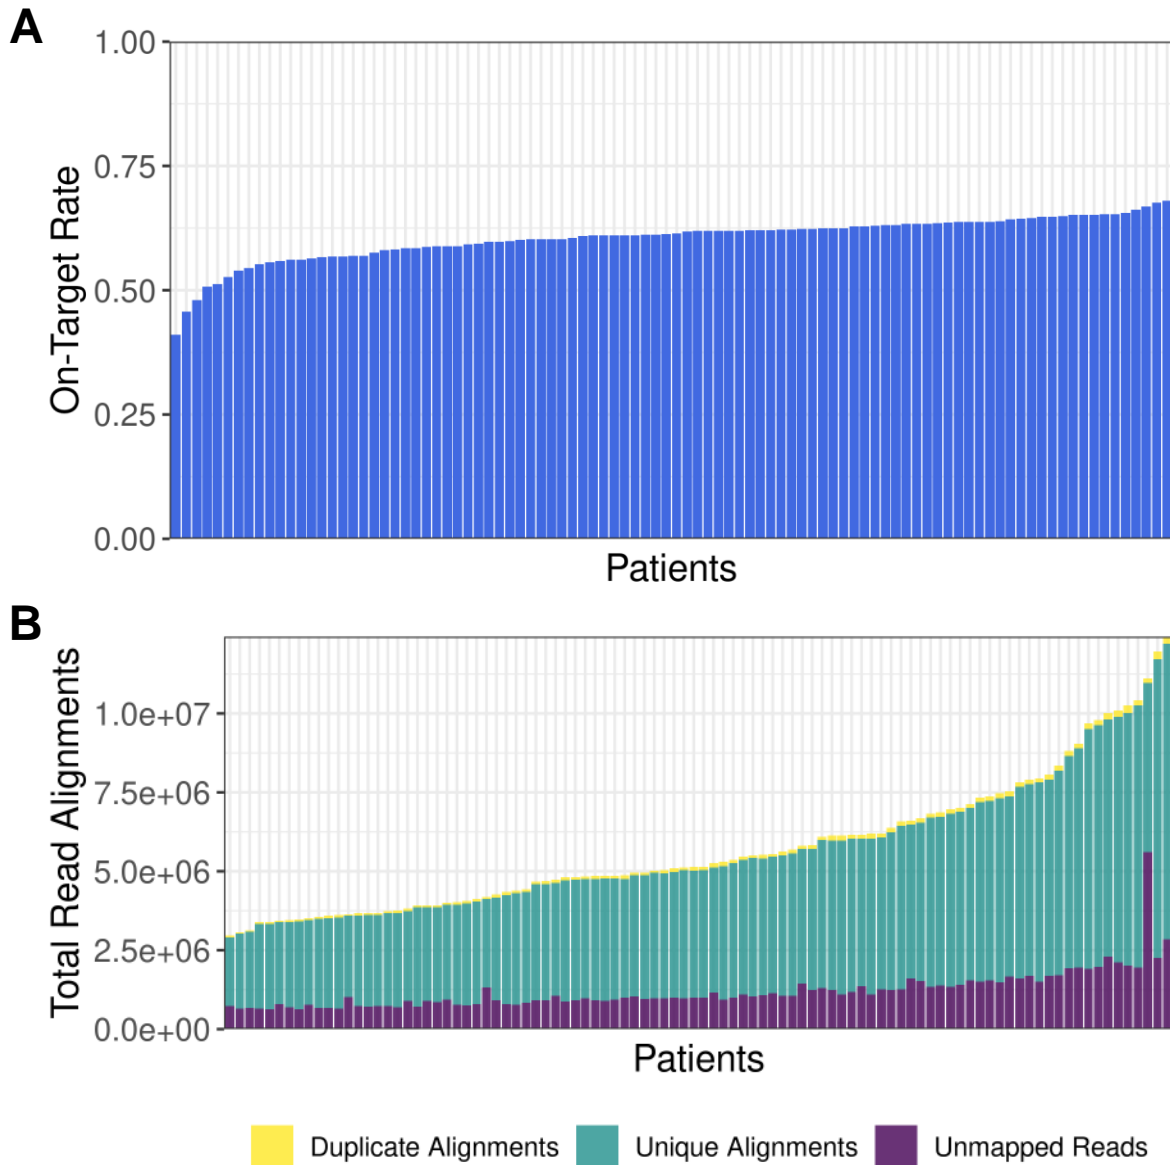 A
On-Target Rate
1.00
0.75
0.50
0.25
0.00
Patients
B
Total Read Alignments
1.0e+07
7.5e+06
5.0e+06
2.5e+06
0.0e+00
Patients
Duplicate Alignments
Unique Alignments
Unmapped Reads